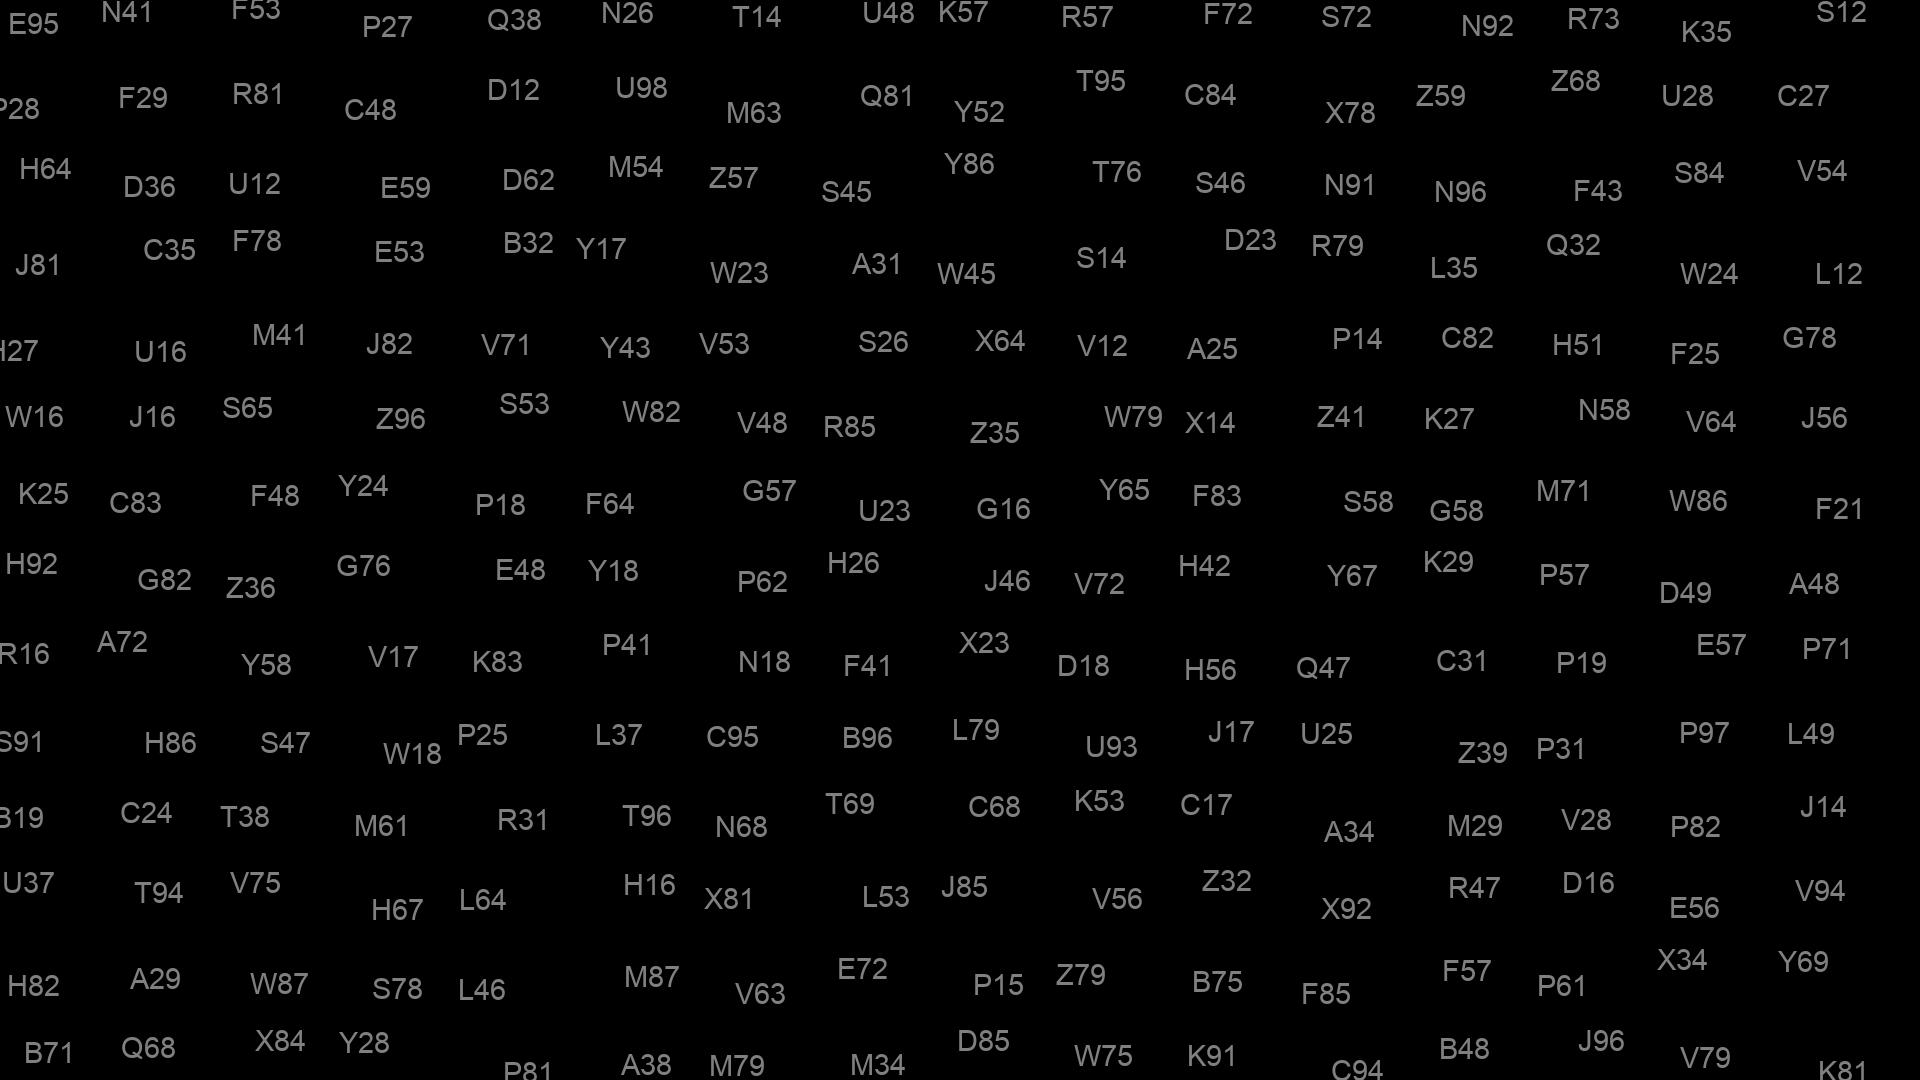 E95 N41 F53 P27 Q38 N26 T14 U48 K57 R57 F72 S72 N92 R73 K35 S12
P28 F29 R81 C48 D12 U98 M63 Q81 Y52 T95 C84 X78 Z59 Z68 U28 C27
H64 D36 U12 E59 D62 M54 Z57 S45 Y86 T76 S46 N91 N96 F43 S84 V54
J81 C35 F78 E53 B32 Y17 W23 A31 W45 S14 D23 R79 L35 Q32 W24 L12
H27 U16 M41 J82 V71 Y43 V53 S26 X64 V12 A25 P14 C82 H51 F25 G78
W16 J16 S65 Z96 S53 W82 V48 R85 Z35 W79 X14 Z41 K27 N58 V64 J56
K25 C83 F48 Y24 P18 F64 G57 U23 G16 Y65 F83 S58 G58 M71 W86 F21
H92 G82 Z36 G76 E48 Y18 P62 H26 J46 V72 H42 Y67 K29 P57 D49 A48
R16 A72 Y58 V17 K83 P41 N18 F41 X23 D18 H56 Q47 C31 P19 E57 P71
S91 H86 S47 W18 P25 L37 C95 B96 L79 U93 J17 U25 Z39 P31 P97 L49
B19 C24 T38 M61 R31 T96 N68 T69 C68 K53 C17 A34 M29 V28 P82 J14
U37 T94 V75 H67 L64 H16 X81 L53 J85 V56 Z32 X92 R47 D16 E56 V94
H82 A29 W87 S78 L46 M87 V63 E72 P15 Z79 B75 F85 F57 P61 X34 Y69
B71 Q68 X84 Y28 P81 A38 M79 M34 D85 W75 K91 C94 B48 J96 V79 K81